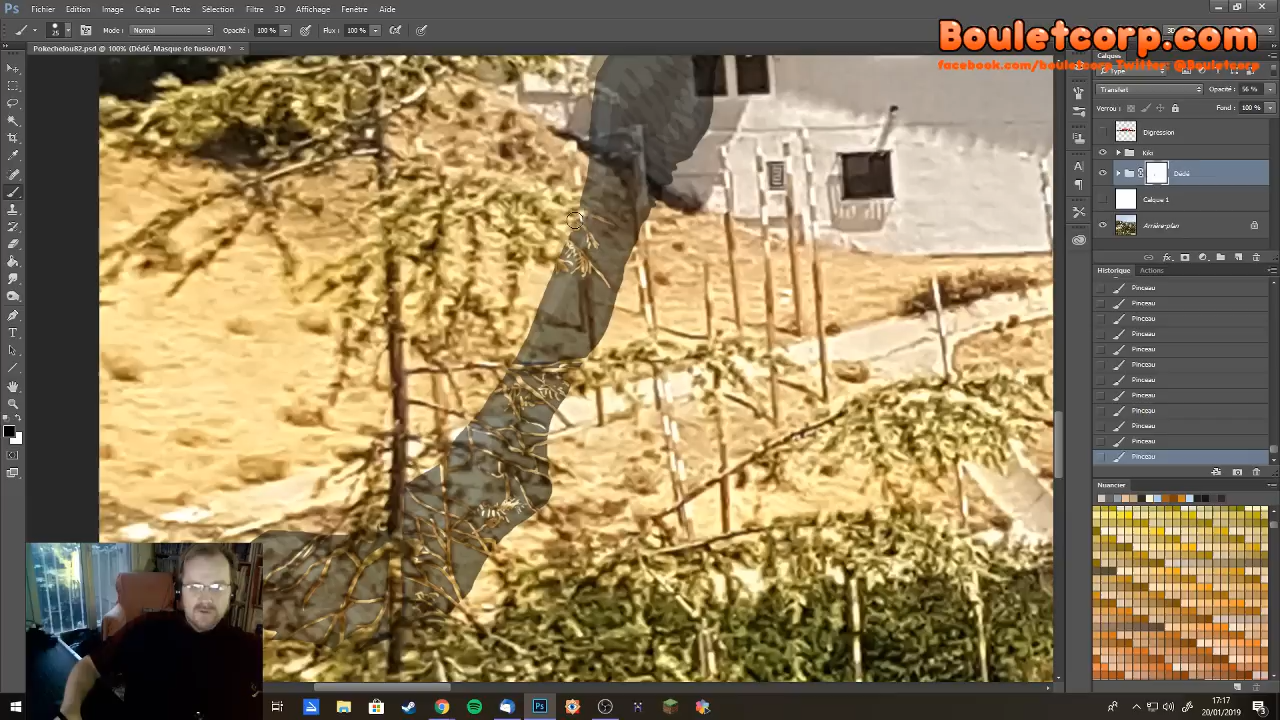 Ps Fichier Edition Image Calque Texte Sélection Filtre 3D Affichage Fenêtre Aide
25 Mode : Normal Opacité : 100 % Flux : 100 %
Bouletcorp.com
facebook.com/bouletcorp Twitter: @Bouletcorp
Pokechelou82.psd @ 100% (Dédé, Masque de fusion/8) * ×
Calques
Type
Transfert Opacité : 56 %
Verrou : Fond : 100 %
Digression
Kiki
Dédé
Calque 1
Arrière-plan
Historique Actions
Pinceau
Pinceau
Pinceau
Pinceau
Pinceau
Pinceau
Pinceau
Pinceau
Pinceau
Pinceau
Pinceau
Pinceau
Nuancier
17:17
20/01/2019